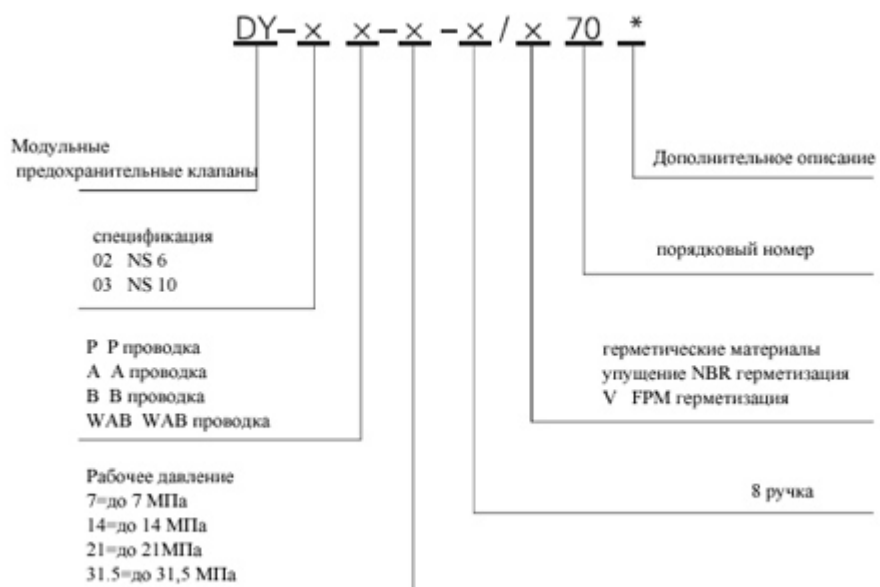 DY-× ×-× -×/× 70 *
Модульные
предохранительные клапаны
спецификация
02 NS 6
03 NS 10
P P проводка
A A проводка
B B проводка
WAB WAB проводка
Рабочее давление
7=до 7 МПа
14=до 14 МПа
21=до 21МПа
31.5=до 31,5 МПа
Дополнительное описание
порядковый номер
герметические материалы
упущение NBR герметизация
V FPM герметизация
8 ручка